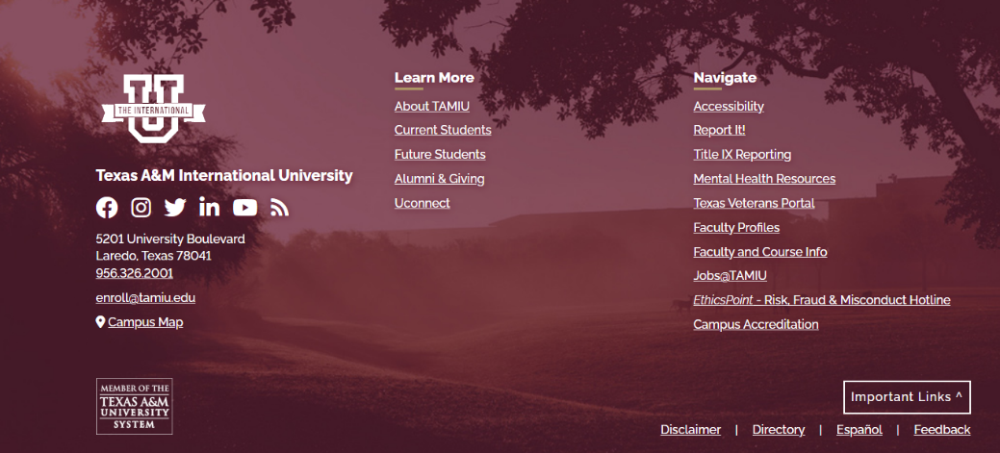 U
THE INTERNATIONAL
Texas A&M International University
5201 University Boulevard
Laredo, Texas 78041
956.326.2001
enroll@tamiu.edu
Campus Map
Learn More
About TAMIU
Current Students
Future Students
Alumni & Giving
Uconnect
Navigate
Accessibility
Report It!
Title IX Reporting
Mental Health Resources
Texas Veterans Portal
Faculty Profiles
Faculty and Course Info
Jobs@TAMIU
EthicsPoint - Risk, Fraud & Misconduct Hotline
Campus Accreditation
MEMBER OF THE
TEXAS A&M
UNIVERSITY
SYSTEM
Important Links ^
Disclaimer | Directory | Español | Feedback